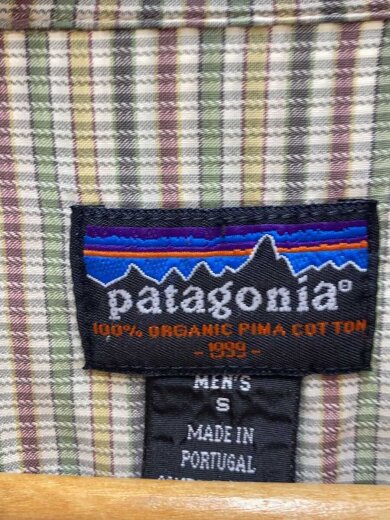 patagonia®
100% ORGANIC PIMA COTTON
- 1999 -
MEN'S
S
MADE IN
PORTUGAL